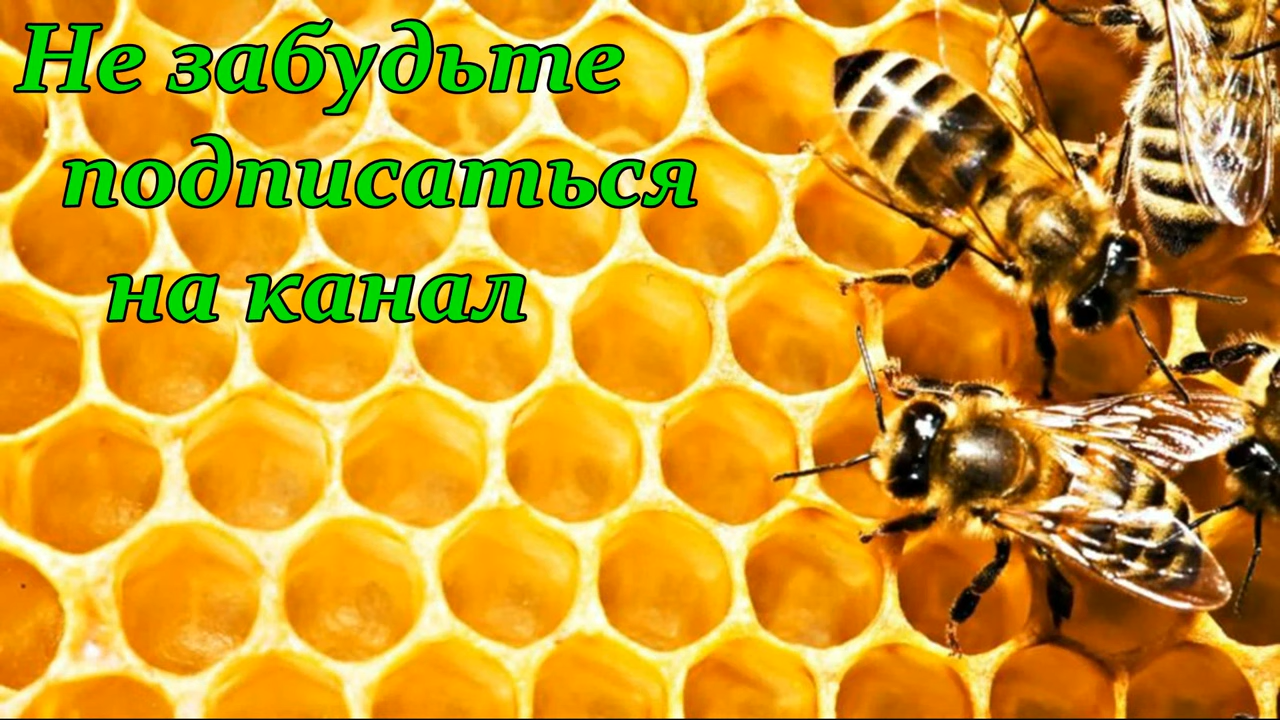 Не забудьте
подписаться
на канал